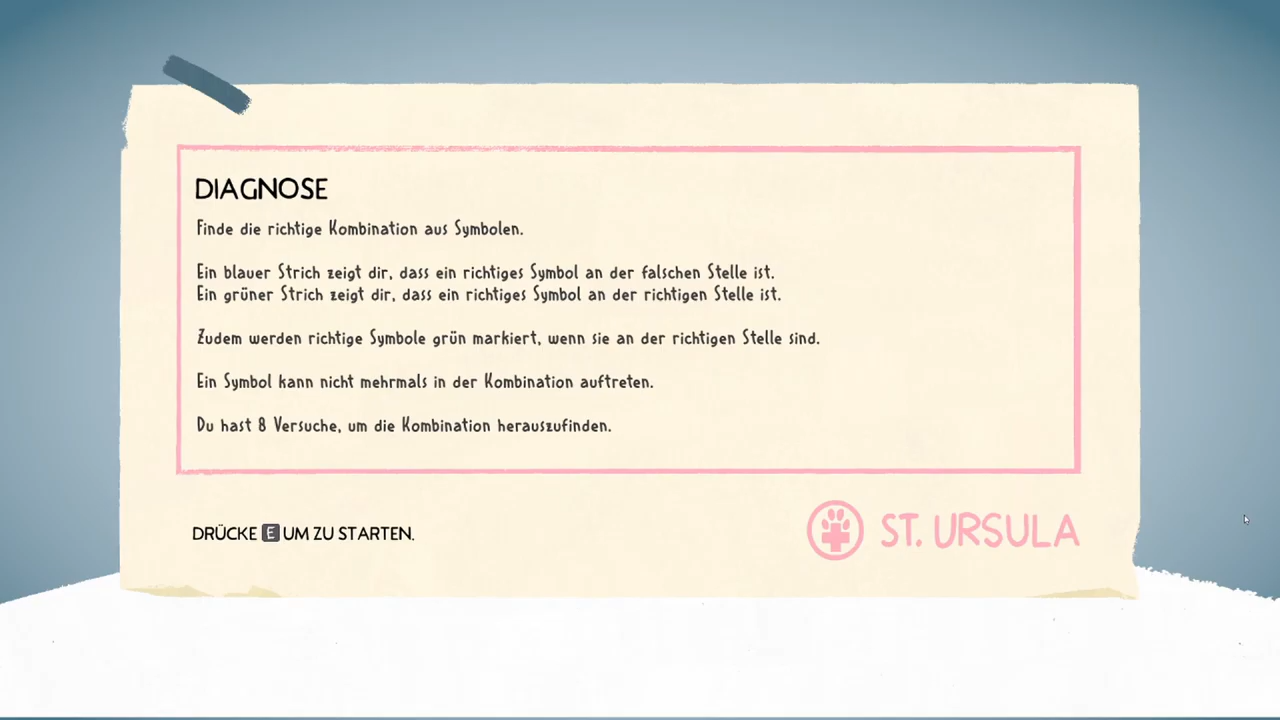 DIAGNOSE
Finde die richtige Kombination aus Symbolen.
Ein blauer Strich zeigt dir, dass ein richtiges Symbol an der falschen Stelle ist.
Ein grüner Strich zeigt dir, dass ein richtiges Symbol an der richtigen Stelle ist.
Zudem werden richtige Symbole grün markiert, wenn sie an der richtigen Stelle sind.
Ein Symbol kann nicht mehrmals in der Kombination auftreten.
Du hast 8 Versuche, um die Kombination herauszufinden.
DRÜCKE E UM ZU STARTEN.
ST. URSULA